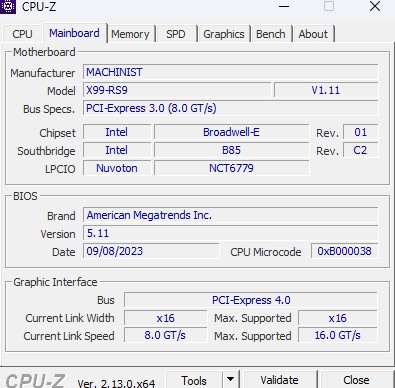 CPU-Z
CPU Mainboard Memory SPD Graphics Bench About
Motherboard
Manufacturer MACHINIST
Model X99-RS9 V1.11
Bus Specs. PCI-Express 3.0 (8.0 GT/s)
Chipset Intel Broadwell-E Rev. 01
Southbridge Intel B85 Rev. C2
LPCIO Nuvoton NCT6779
BIOS
Brand American Megatrends Inc.
Version 5.11
Date 09/08/2023 CPU Microcode 0xB000038
Graphic Interface
Bus PCI-Express 4.0
Current Link Width x16 Max. Supported x16
Current Link Speed 8.0 GT/s Max. Supported 16.0 GT/s
CPU-Z Ver. 2.13.0.x64 Tools Validate Close